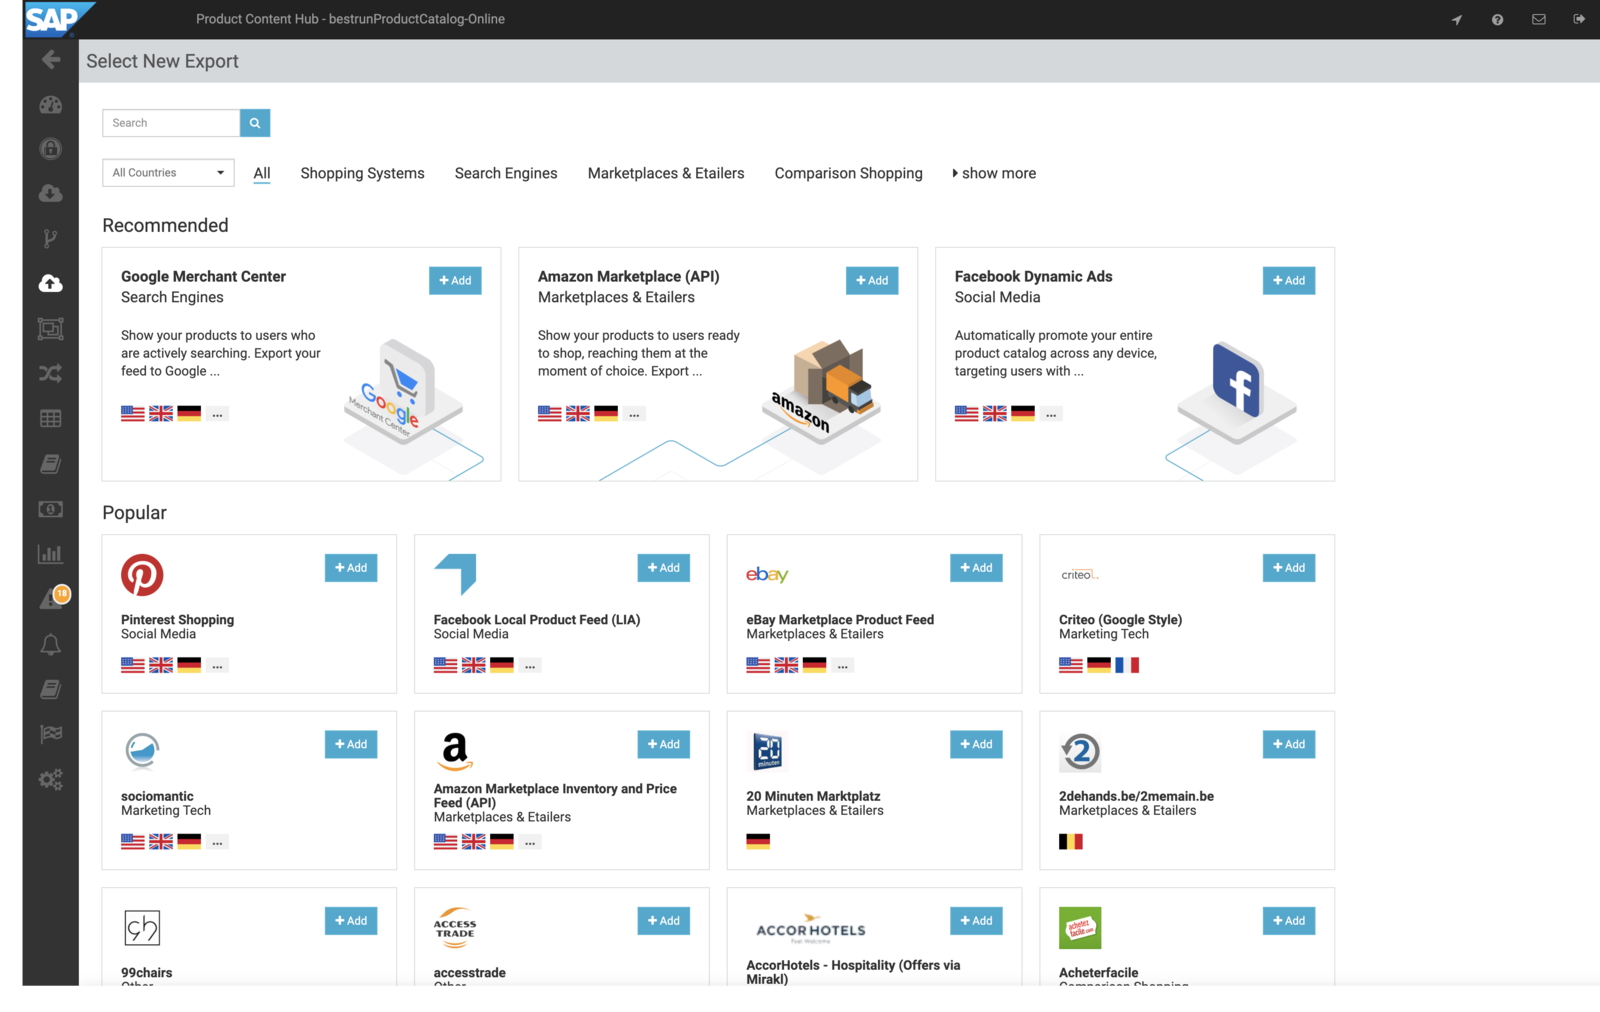 SAP
Product Content Hub - bestrunProductCatalog-Online
Select New Export
Search
All Countries
All
Shopping Systems
Search Engines
Marketplaces & Etailers
Comparison Shopping
show more
Recommended
Google Merchant Center
Search Engines
+ Add
Show your products to users who
are actively searching. Export your
feed to Google ...
...
Google
Merchant Center
Amazon Marketplace (API)
Marketplaces & Etailers
+ Add
Show your products to users ready
to shop, reaching them at the
moment of choice. Export ...
...
amazon
Facebook Dynamic Ads
Social Media
+ Add
Automatically promote your entire
product catalog across any device,
targeting users with ...
...
f
Popular
+ Add
Pinterest Shopping
Social Media
...
+ Add
Facebook Local Product Feed (LIA)
Social Media
...
ebay
+ Add
eBay Marketplace Product Feed
Marketplaces & Etailers
...
criteo
+ Add
Criteo (Google Style)
Marketing Tech
18
+ Add
sociomantic
Marketing Tech
...
a
+ Add
Amazon Marketplace Inventory and Price
Feed (API)
Marketplaces & Etailers
...
20
minuten
+ Add
20 Minuten Marktplatz
Marketplaces & Etailers
2
+ Add
2dehands.be/2memain.be
Marketplaces & Etailers
+ Add
99chairs
Other
ACCESS
TRADE
+ Add
accesstrade
Other
ACCORHOTELS
Feel Welcome
+ Add
AccorHotels - Hospitality (Offers via
Mirakl)
achetez
facile.com
+ Add
Acheterfacile
Comparison Shopping